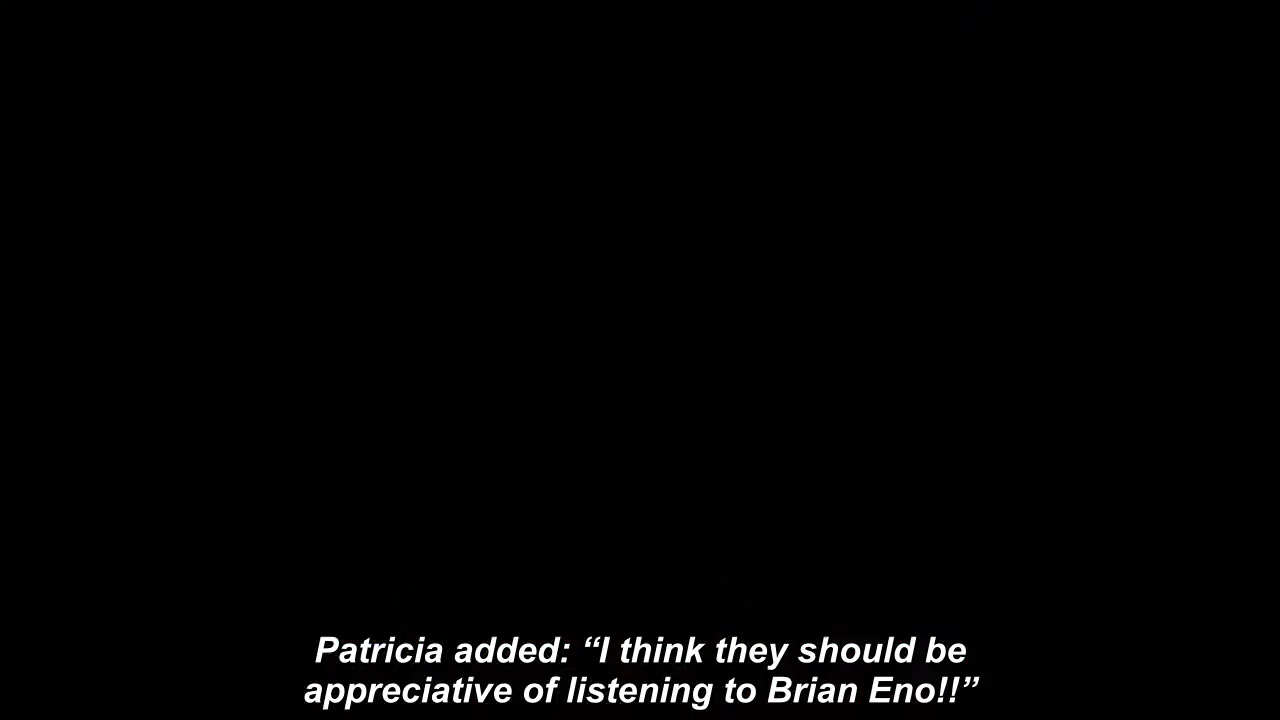 Patricia added: “I think they should be
appreciative of listening to Brian Eno!!”